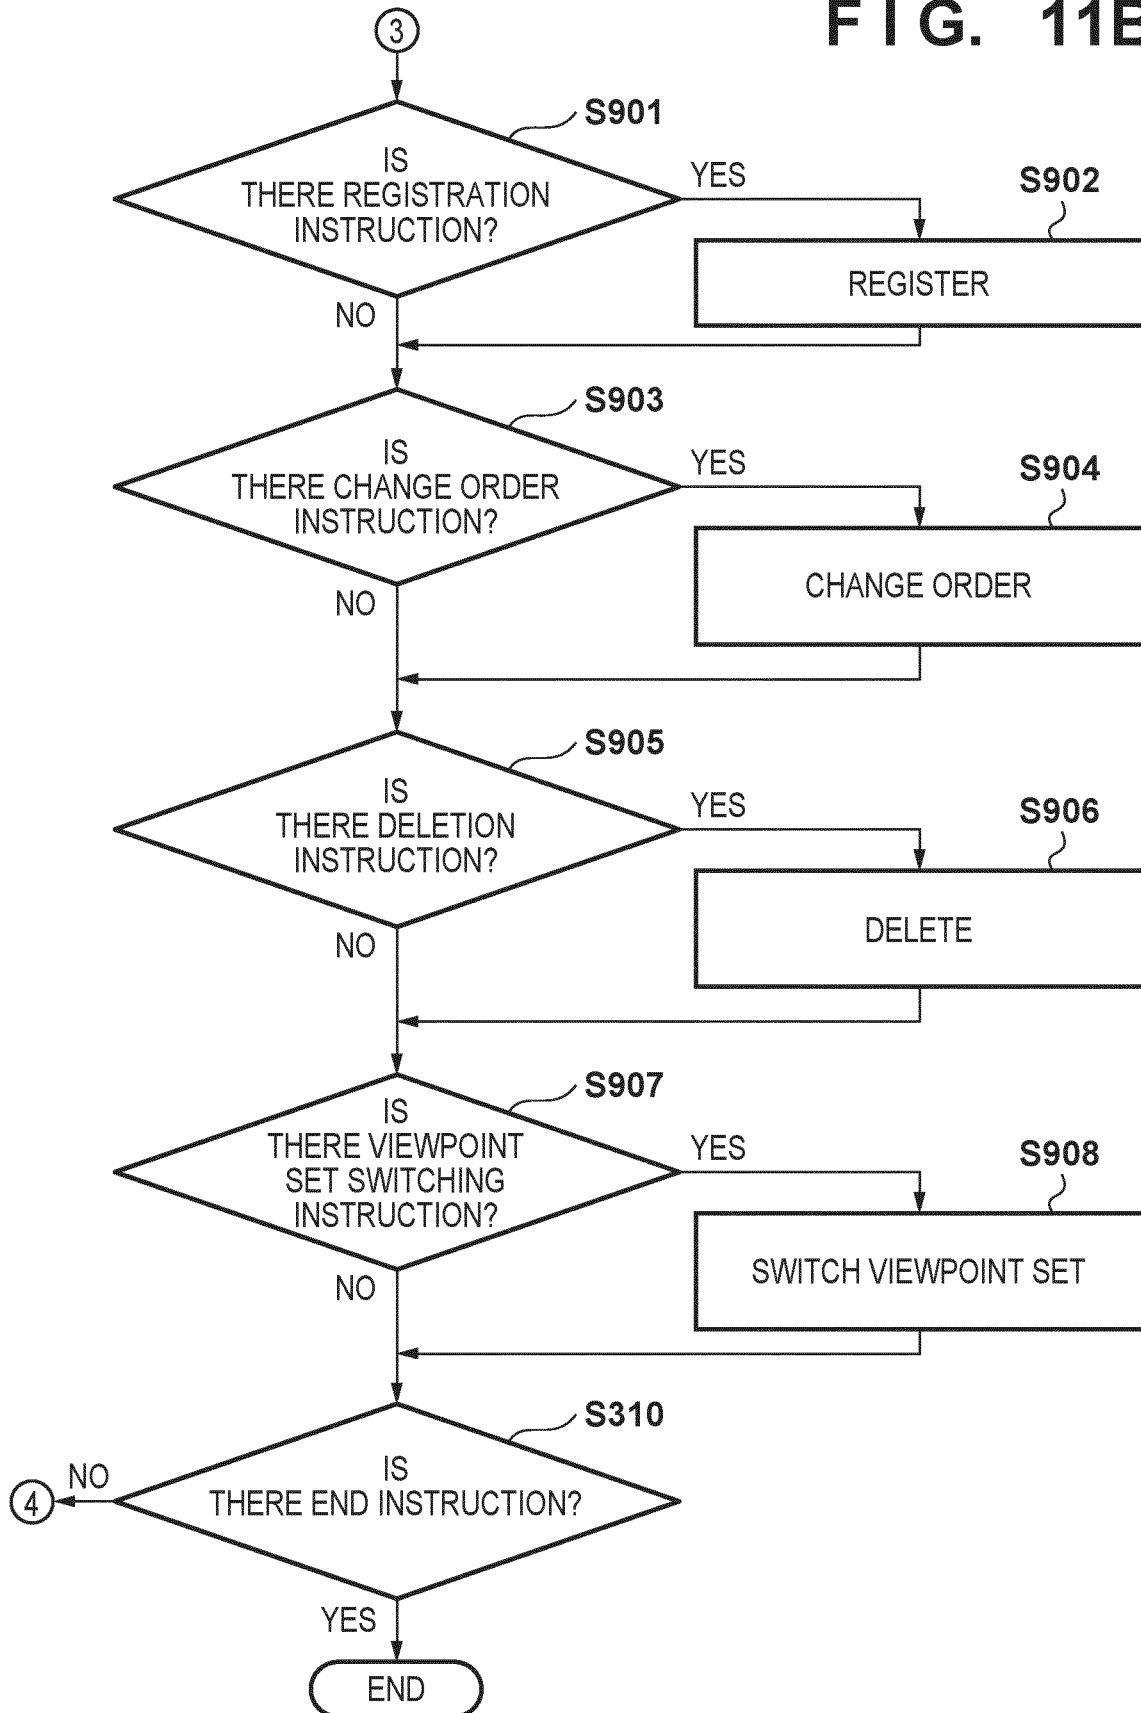 FIG. 11B
3
S901
IS
THERE REGISTRATION
INSTRUCTION?
YES
S902
REGISTER
NO
S903
IS
THERE CHANGE ORDER
INSTRUCTION?
YES
S904
CHANGE ORDER
NO
S905
IS
THERE DELETION
INSTRUCTION?
YES
S906
DELETE
NO
S907
IS
THERE VIEWPOINT
SET SWITCHING
INSTRUCTION?
YES
S908
SWITCH VIEWPOINT SET
NO
S310
IS
THERE END INSTRUCTION?
NO
4
YES
END